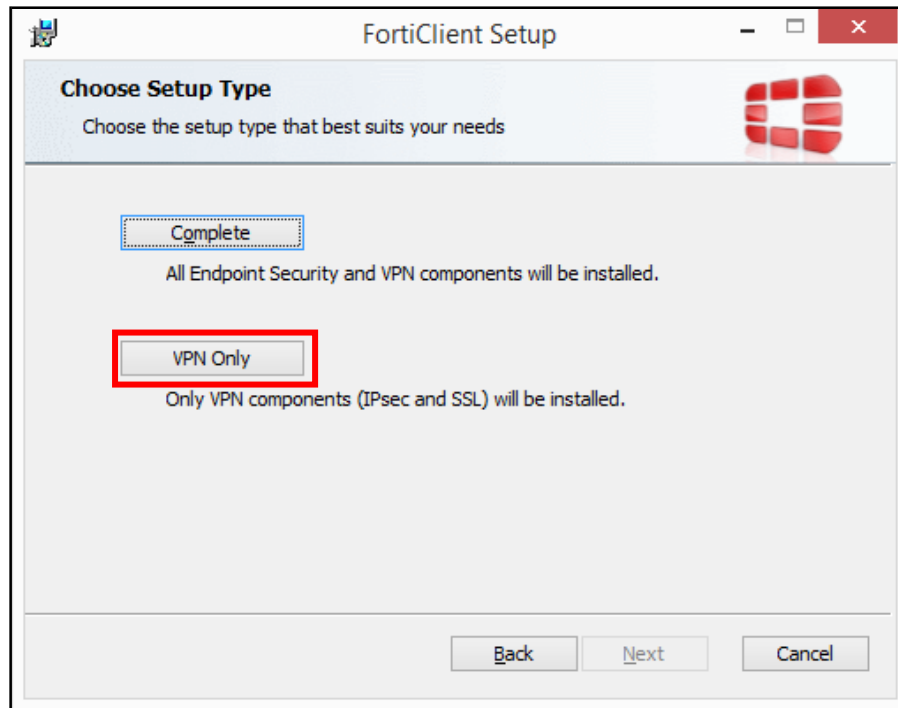 FortiClient Setup
Choose Setup Type
Choose the setup type that best suits your needs
Complete
All Endpoint Security and VPN components will be installed.
VPN Only
Only VPN components (IPsec and SSL) will be installed.
Back Next Cancel